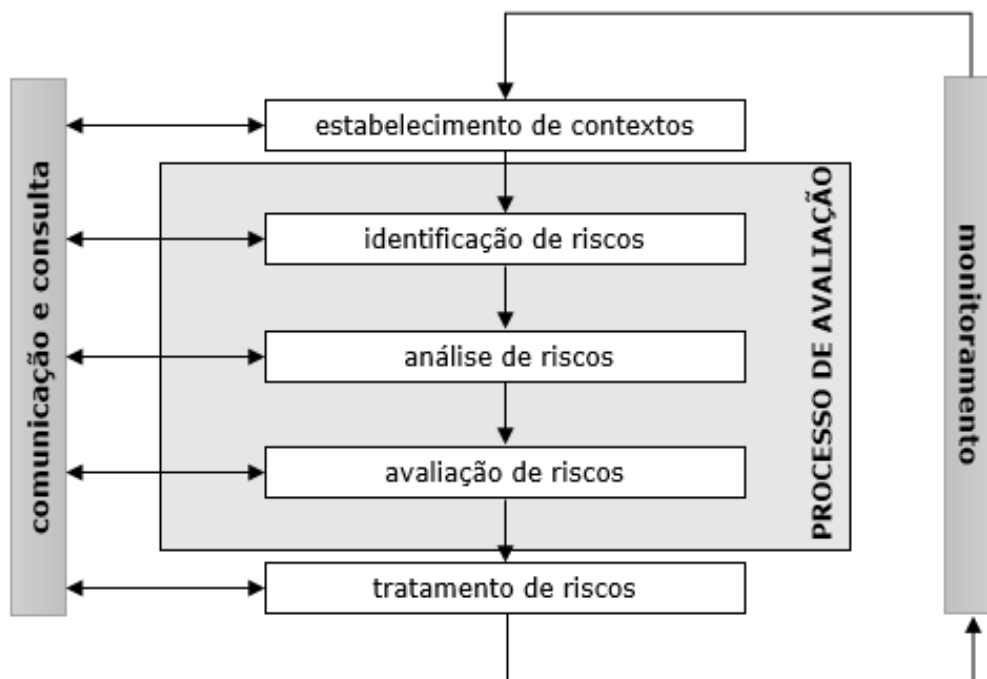 estabelecimento de contextos
comunicação e consulta
identificação de riscos
análise de riscos
avaliação de riscos
PROCESSO DE AVALIAÇÃO
monitoramento
tratamento de riscos